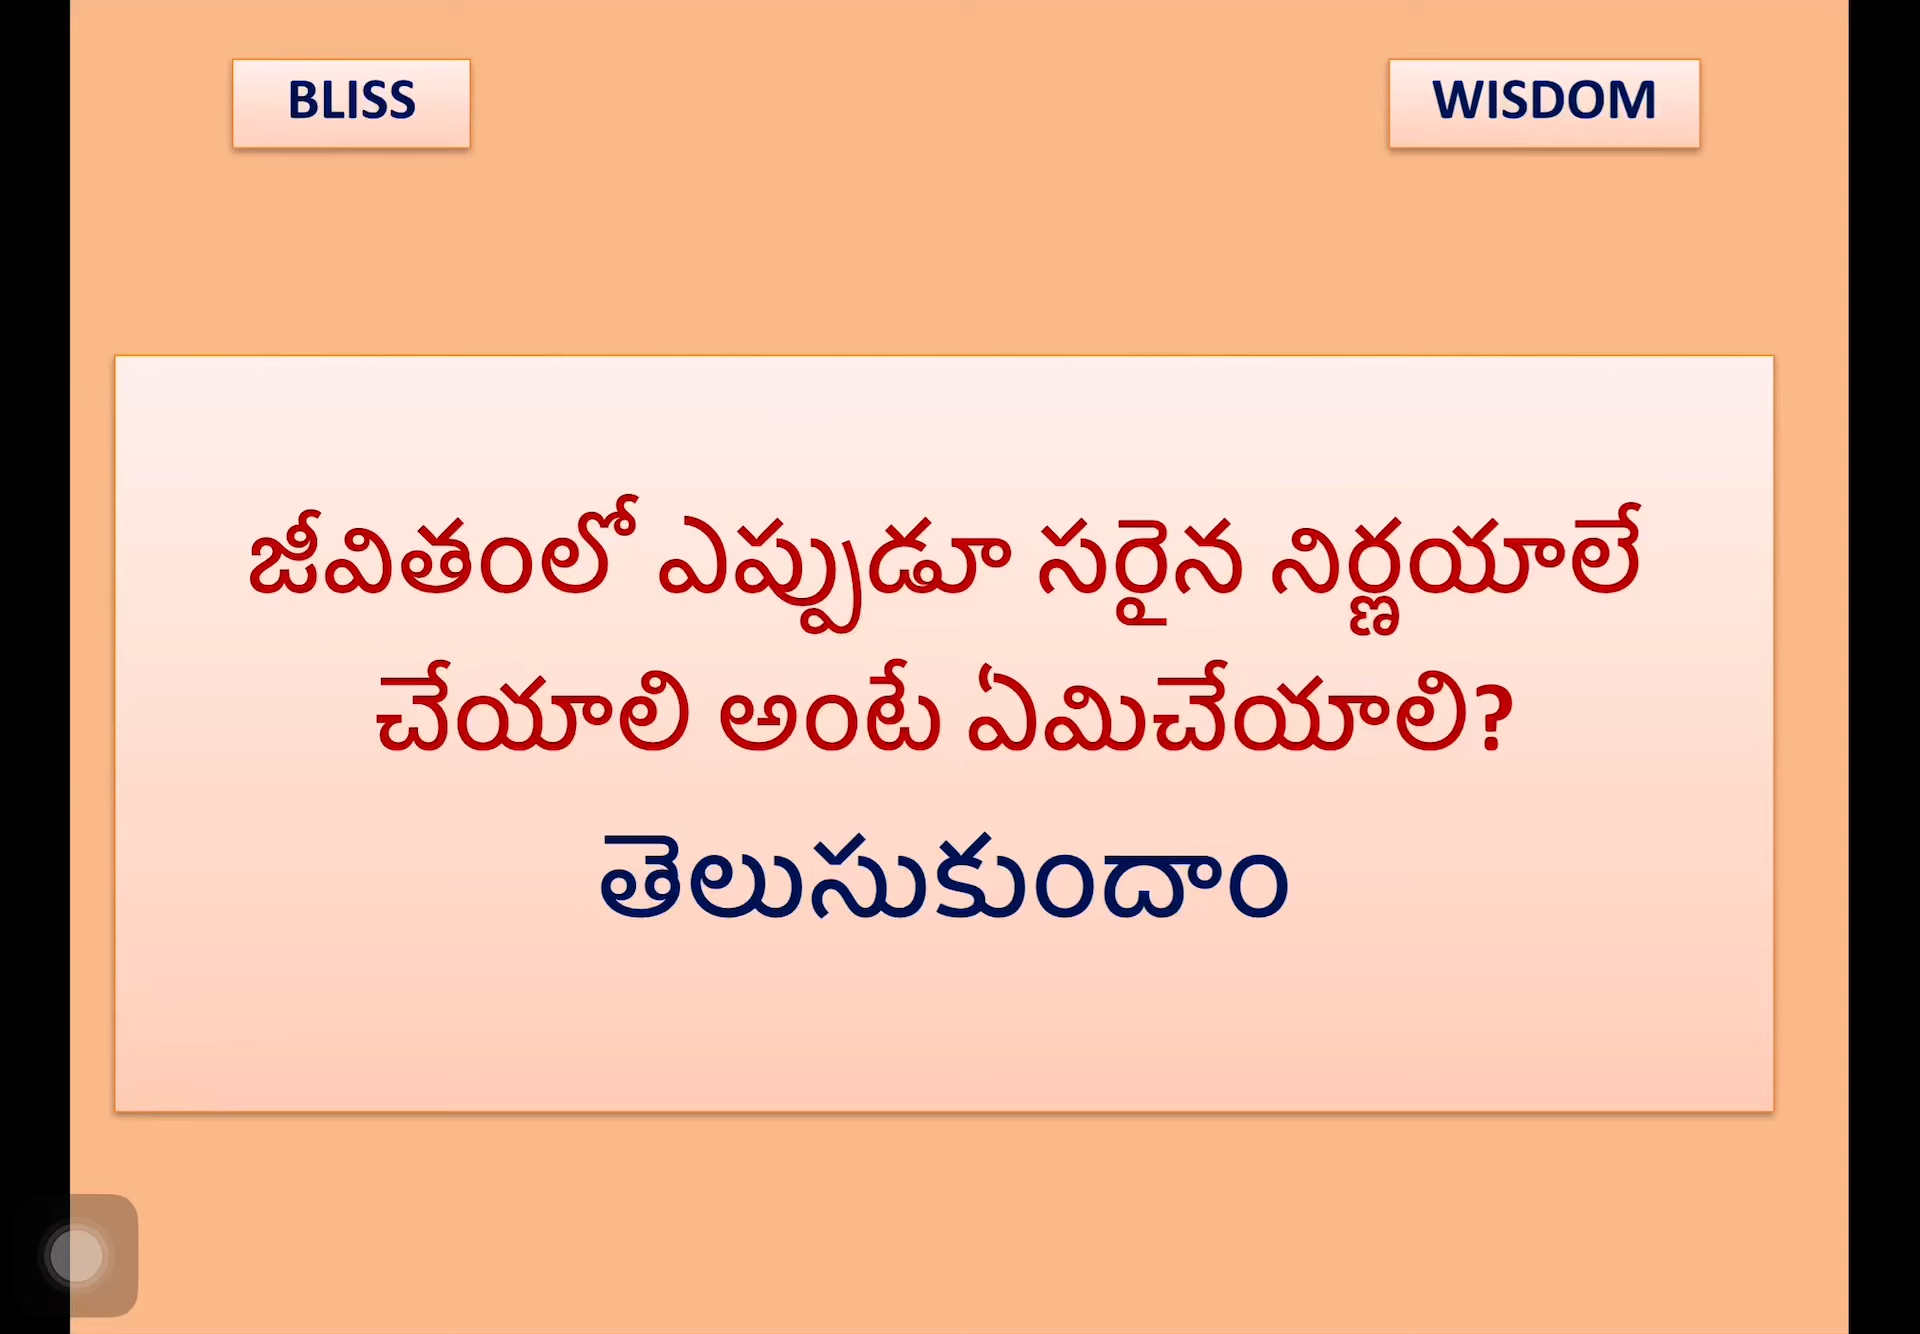 BLISS
WISDOM
జీవితంలో ఎప్పుడూ సరైన నిర్ణయాలే
చేయాలి అంటే ఏమిచేయాలి?
తెలుసుకుందాం